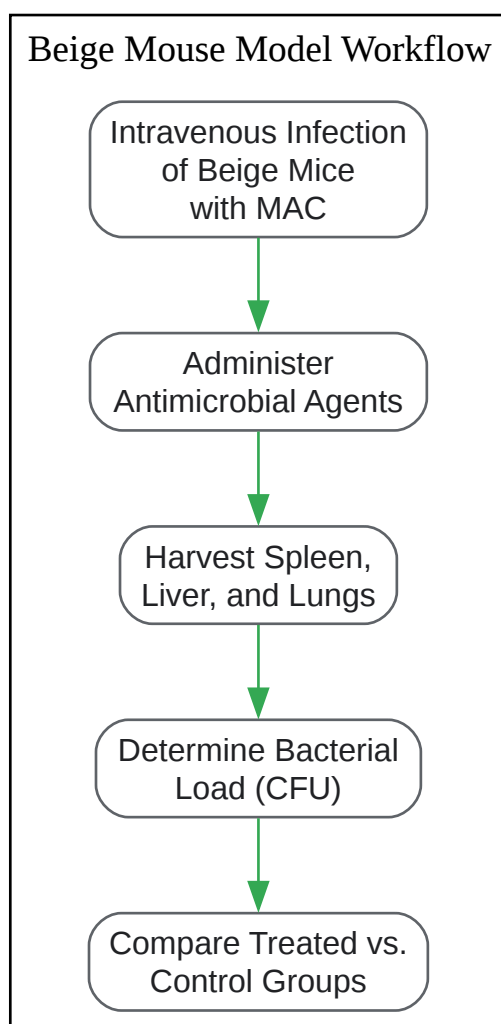 Beige Mouse Model Workflow
Intravenous Infection
of Beige Mice
with MAC
Administer
Antimicrobial Agents
Harvest Spleen,
Liver, and Lungs
Determine Bacterial
Load (CFU)
Compare Treated vs.
Control Groups